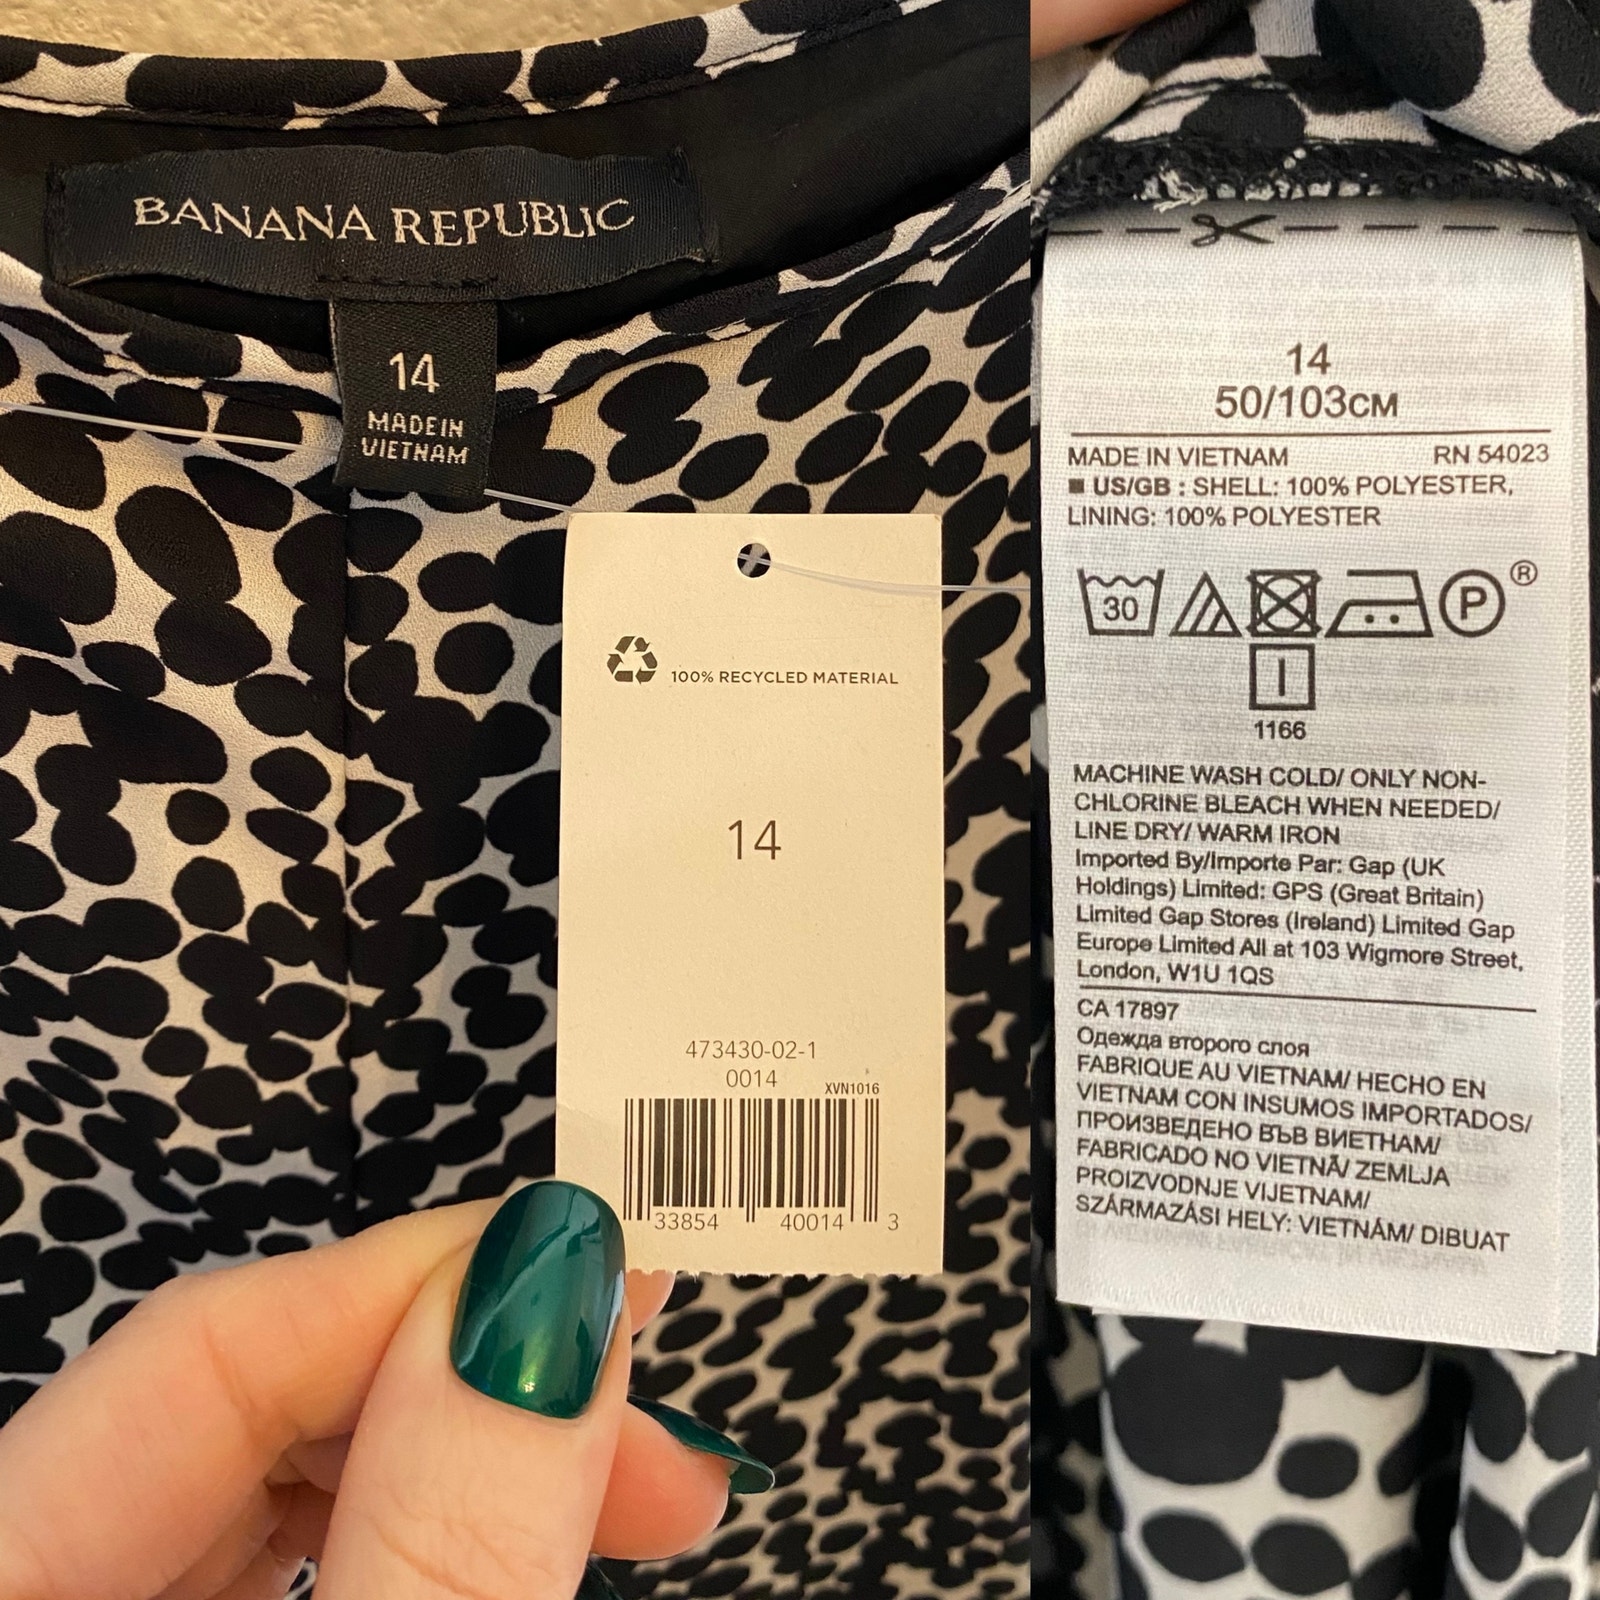 BANANA REPUBLIC
14
MADE IN
VIETNAM
100% RECYCLED MATERIAL
14
473430-02-1
0014
XVN1016
33854 40014 3
14
50/103CM
MADE IN VIETNAM RN 54023
■ US/GB : SHELL: 100% POLYESTER,
LINING: 100% POLYESTER
30 P ®
1166
MACHINE WASH COLD/ ONLY NON-
CHLORINE BLEACH WHEN NEEDED/
LINE DRY/ WARM IRON
Imported By/Importe Par: Gap (UK
Holdings) Limited: GPS (Great Britain)
Limited Gap Stores (Ireland) Limited Gap
Europe Limited All at 103 Wigmore Street,
London, W1U 1QS
CA 17897
Одежда второго слоя
FABRIQUE AU VIETNAM/ HECHO EN
VIETNAM CON INSUMOS IMPORTADOS/
ПРОИЗВЕДЕНО ВЪВ ВИЕТНАМ/
FABRICADO NO VIETNÃ/ ZEMLJA
PROIZVODNJE VIJETNAM/
SZÁRMAZÁSI HELY: VIETNÁM/ DIBUAT